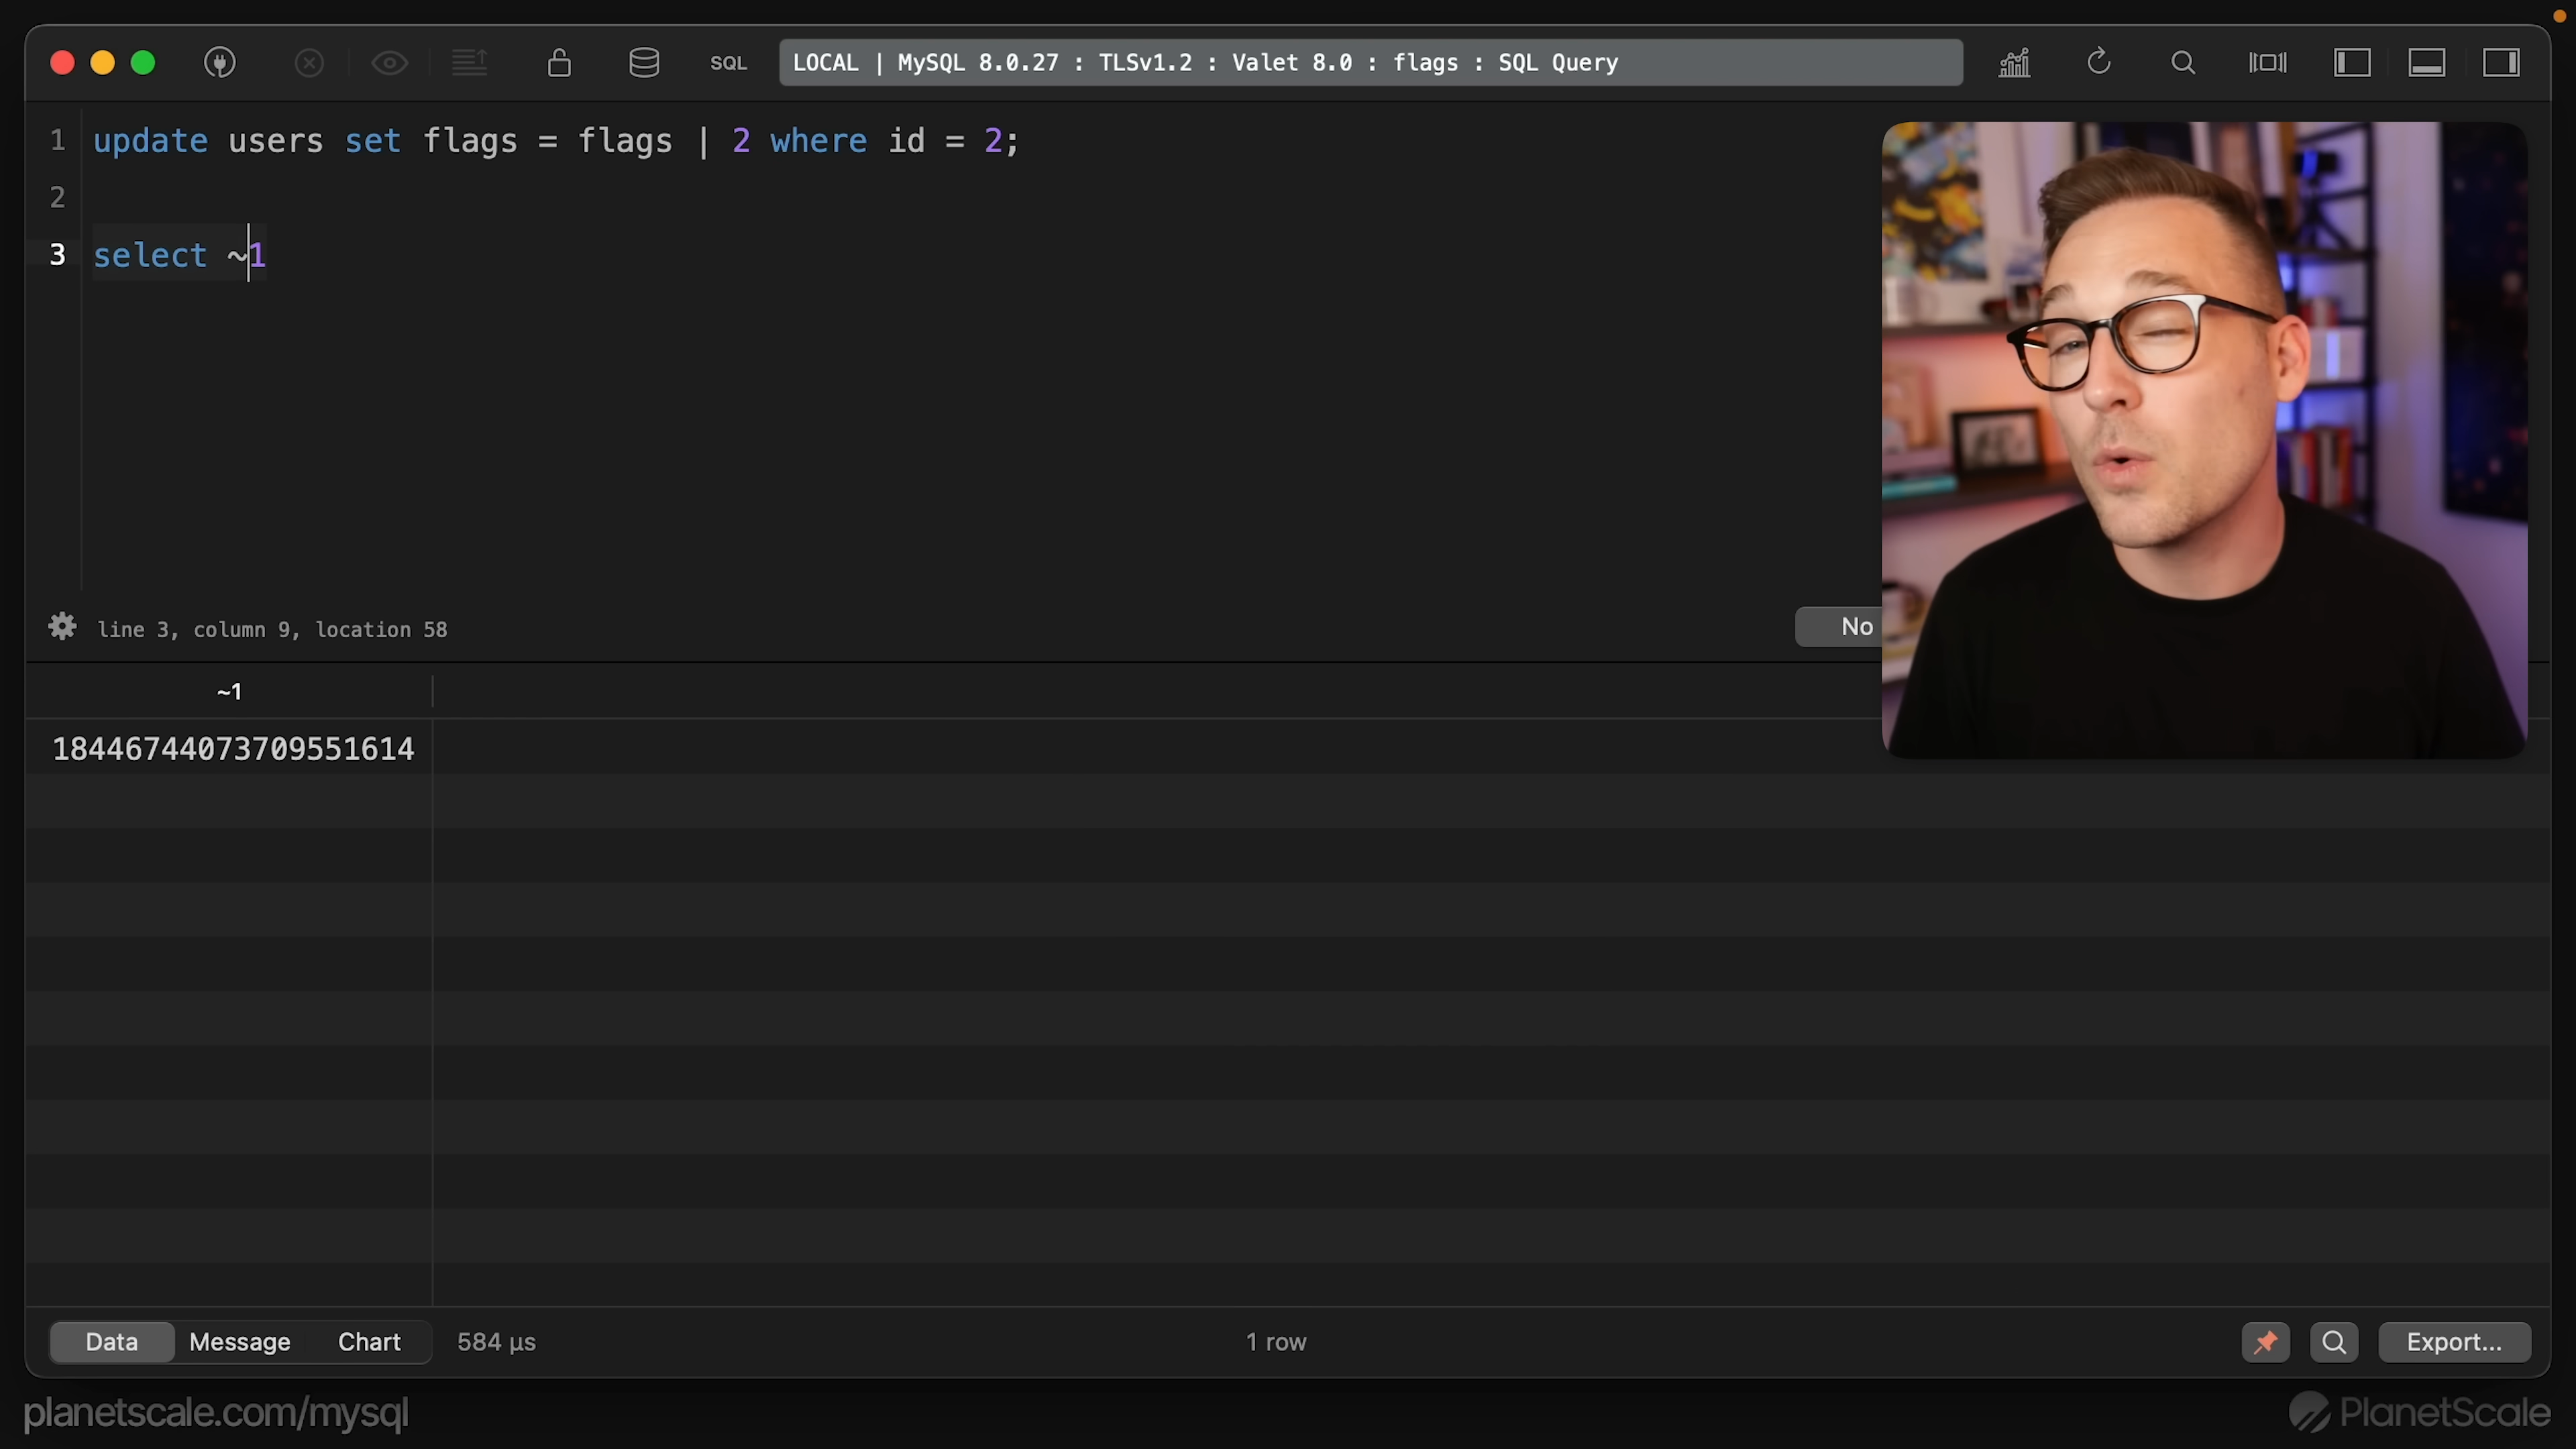 SQL
LOCAL | MySQL 8.0.27 : TLSv1.2 : Valet 8.0 : flags : SQL Query
1 update users set flags = flags | 2 where id = 2;
2
3 select ~1
line 3, column 9, location 58
No
~1
18446744073709551614
Data Message Chart 584 µs 1 row Export...
planetscale.com/mysql
PlanetScale